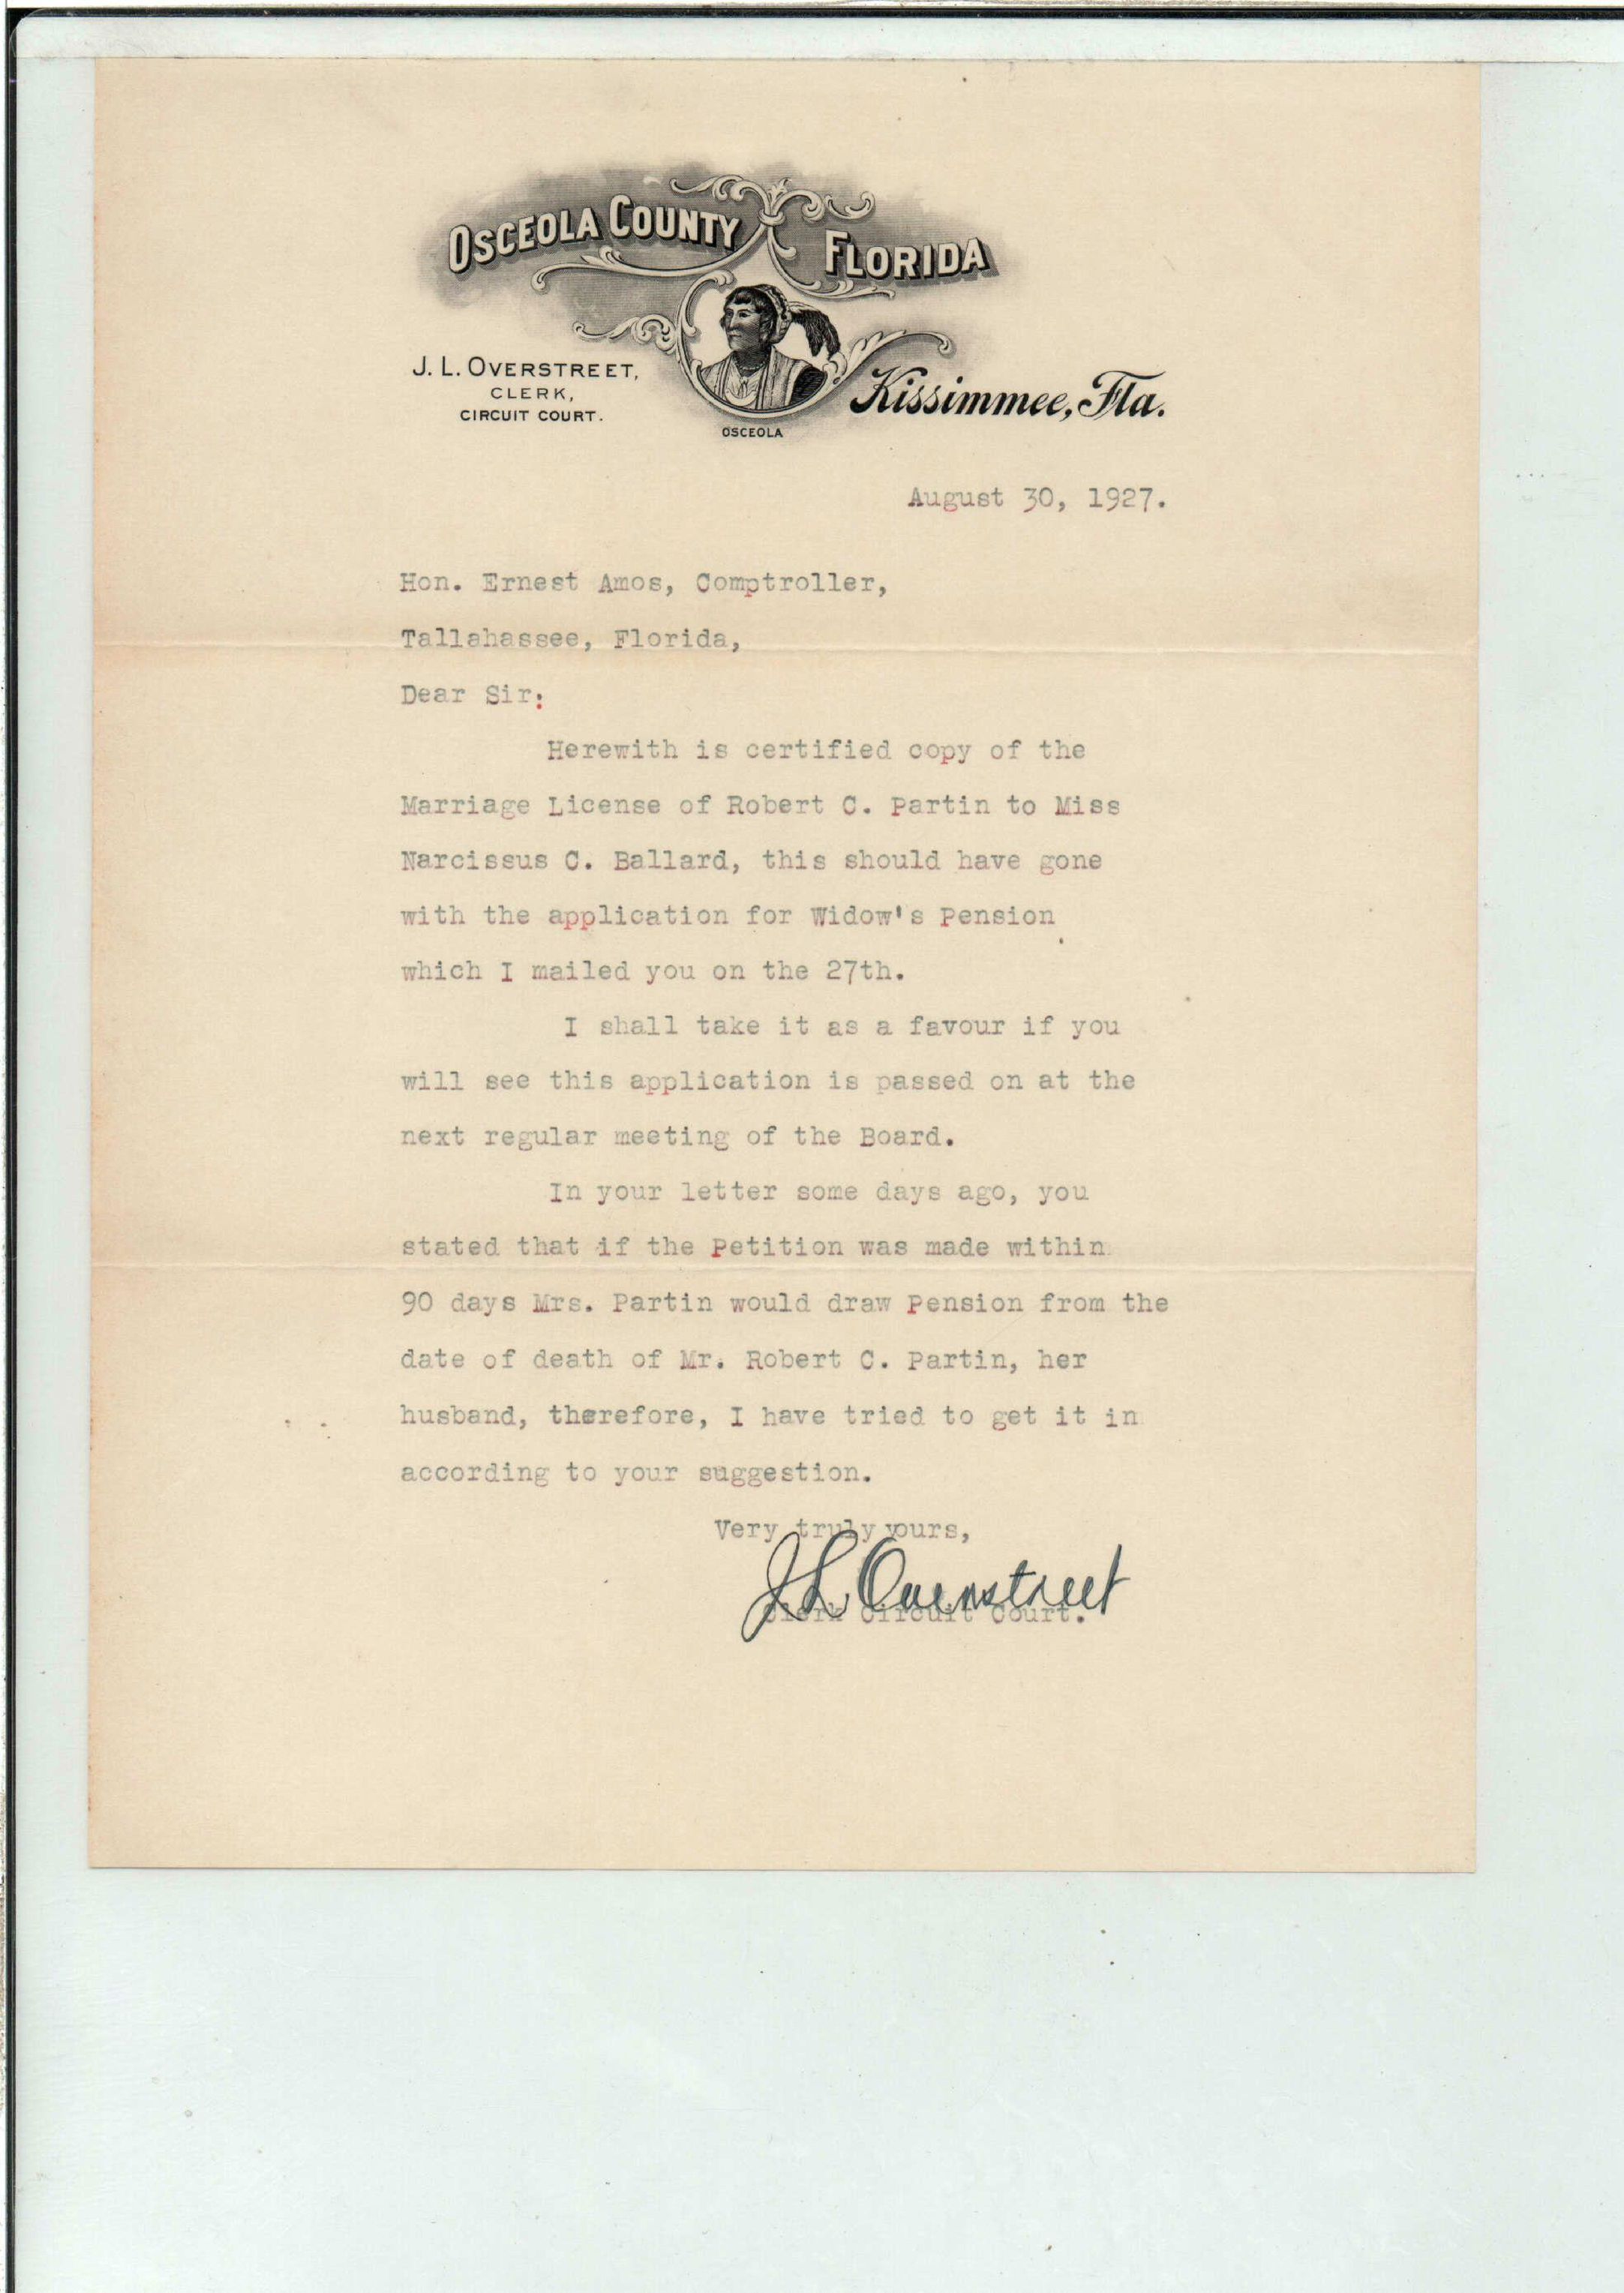 OSCEOLA COUNTY FLORIDA
J. L. OVERSTREET,
CLERK,
CIRCUIT COURT.
OSCEOLA
Kissimmee, Fla.
August 30, 1927.
Hon. Ernest Amos, Comptroller,
Tallahassee, Florida,
Dear Sir:
Herewith is certified copy of the
Marriage License of Robert C. Partin to Miss
Narcissus C. Ballard, this should have gone
with the application for Widow's Pension
which I mailed you on the 27th.
I shall take it as a favour if you
will see this application is passed on at the
next regular meeting of the Board.
In your letter some days ago, you
stated that if the Petition was made within
90 days Mrs. Partin would draw Pension from the
date of death of Mr. Robert C. Partin, her
husband, therefore, I have tried to get it in
according to your suggestion.
Very truly yours,
J L Overstreet
Clerk Circuit Court.